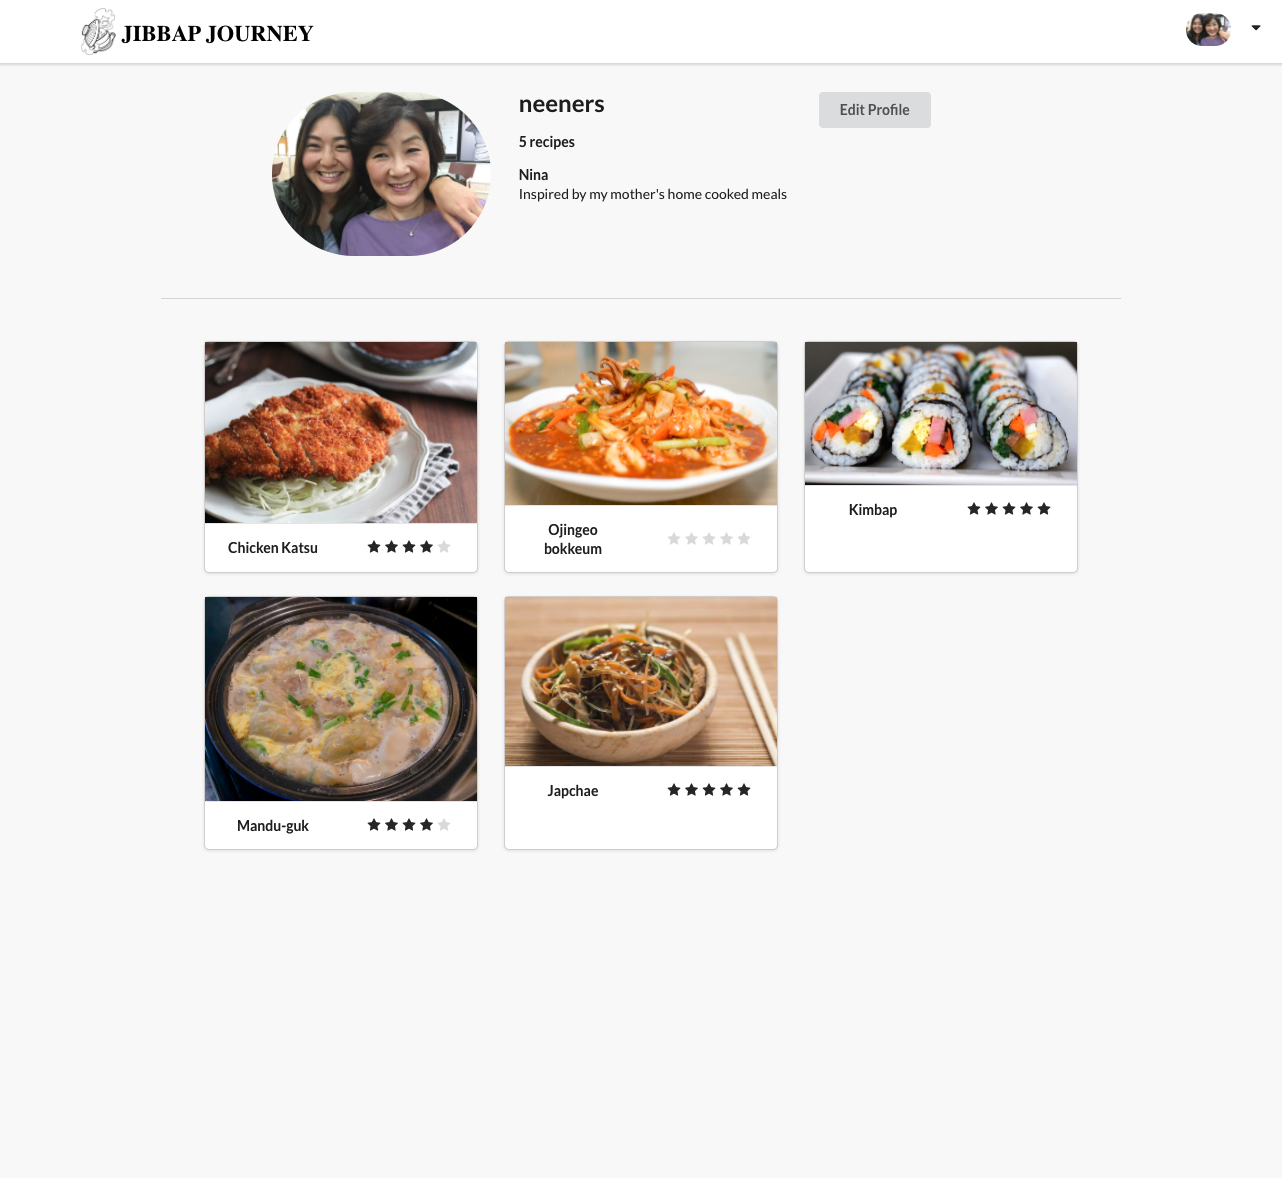 JIBBAP JOURNEY
neeners
Edit Profile
5 recipes
Nina
Inspired by my mother's home cooked meals
Chicken Katsu
Ojingeo
bokkeum
Kimbap
Mandu-guk
Japchae